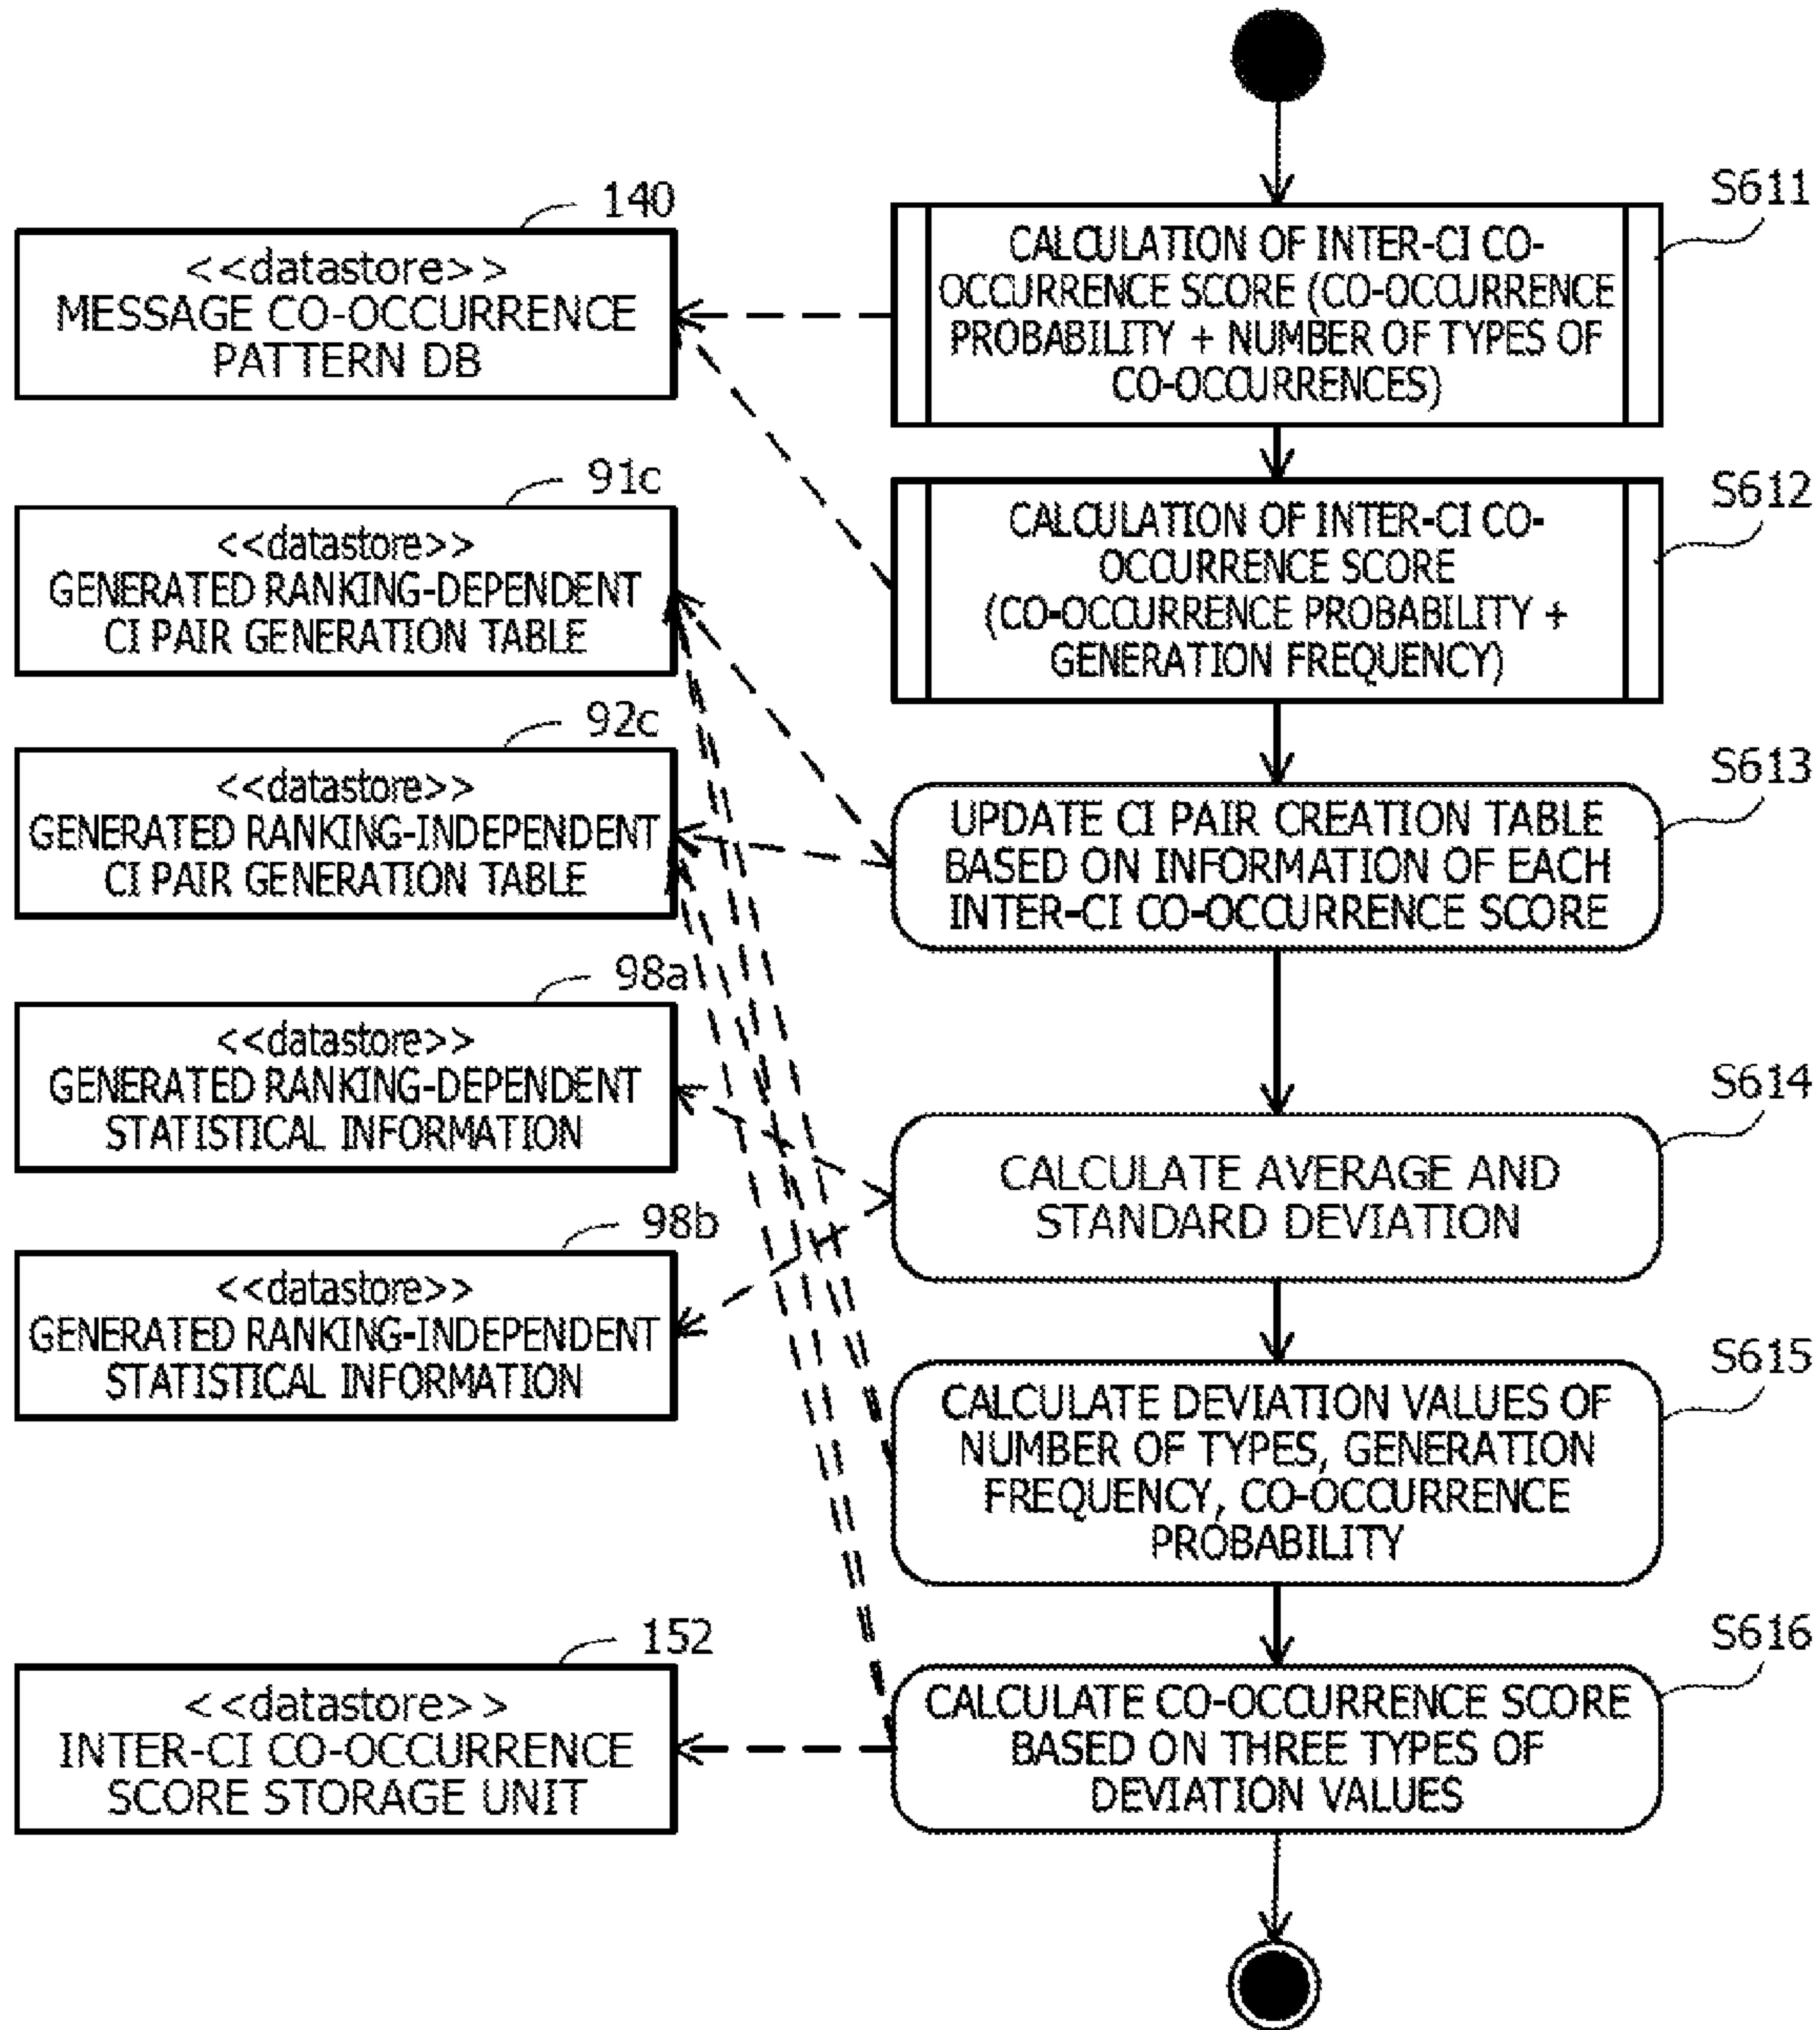 140
<<datastore>>
MESSAGE CO-OCCURRENCE
PATTERN DB
91c
<<datastore>>
GENERATED RANKING-DEPENDENT
CI PAIR GENERATION TABLE
92c
<<datastore>>
GENERATED RANKING-INDEPENDENT
CI PAIR GENERATION TABLE
98a
<<datastore>>
GENERATED RANKING-DEPENDENT
STATISTICAL INFORMATION
98b
<<datastore>>
GENERATED RANKING-INDEPENDENT
STATISTICAL INFORMATION
152
<<datastore>>
INTER-CI CO-OCCURRENCE
SCORE STORAGE UNIT
S611
CALCULATION OF INTER-CI CO-
OCCURRENCE SCORE (CO-OCCURRENCE
PROBABILITY + NUMBER OF TYPES OF
CO-OCCURRENCES)
S612
CALCULATION OF INTER-CI CO-
OCCURRENCE SCORE
(CO-OCCURRENCE PROBABILITY +
GENERATION FREQUENCY)
S613
UPDATE CI PAIR CREATION TABLE
BASED ON INFORMATION OF EACH
INTER-CI CO-OCCURRENCE SCORE
S614
CALCULATE AVERAGE AND
STANDARD DEVIATION
S615
CALCULATE DEVIATION VALUES OF
NUMBER OF TYPES, GENERATION
FREQUENCY, CO-OCCURRENCE
PROBABILITY
S616
CALCULATE CO-OCCURRENCE SCORE
BASED ON THREE TYPES OF
DEVIATION VALUES